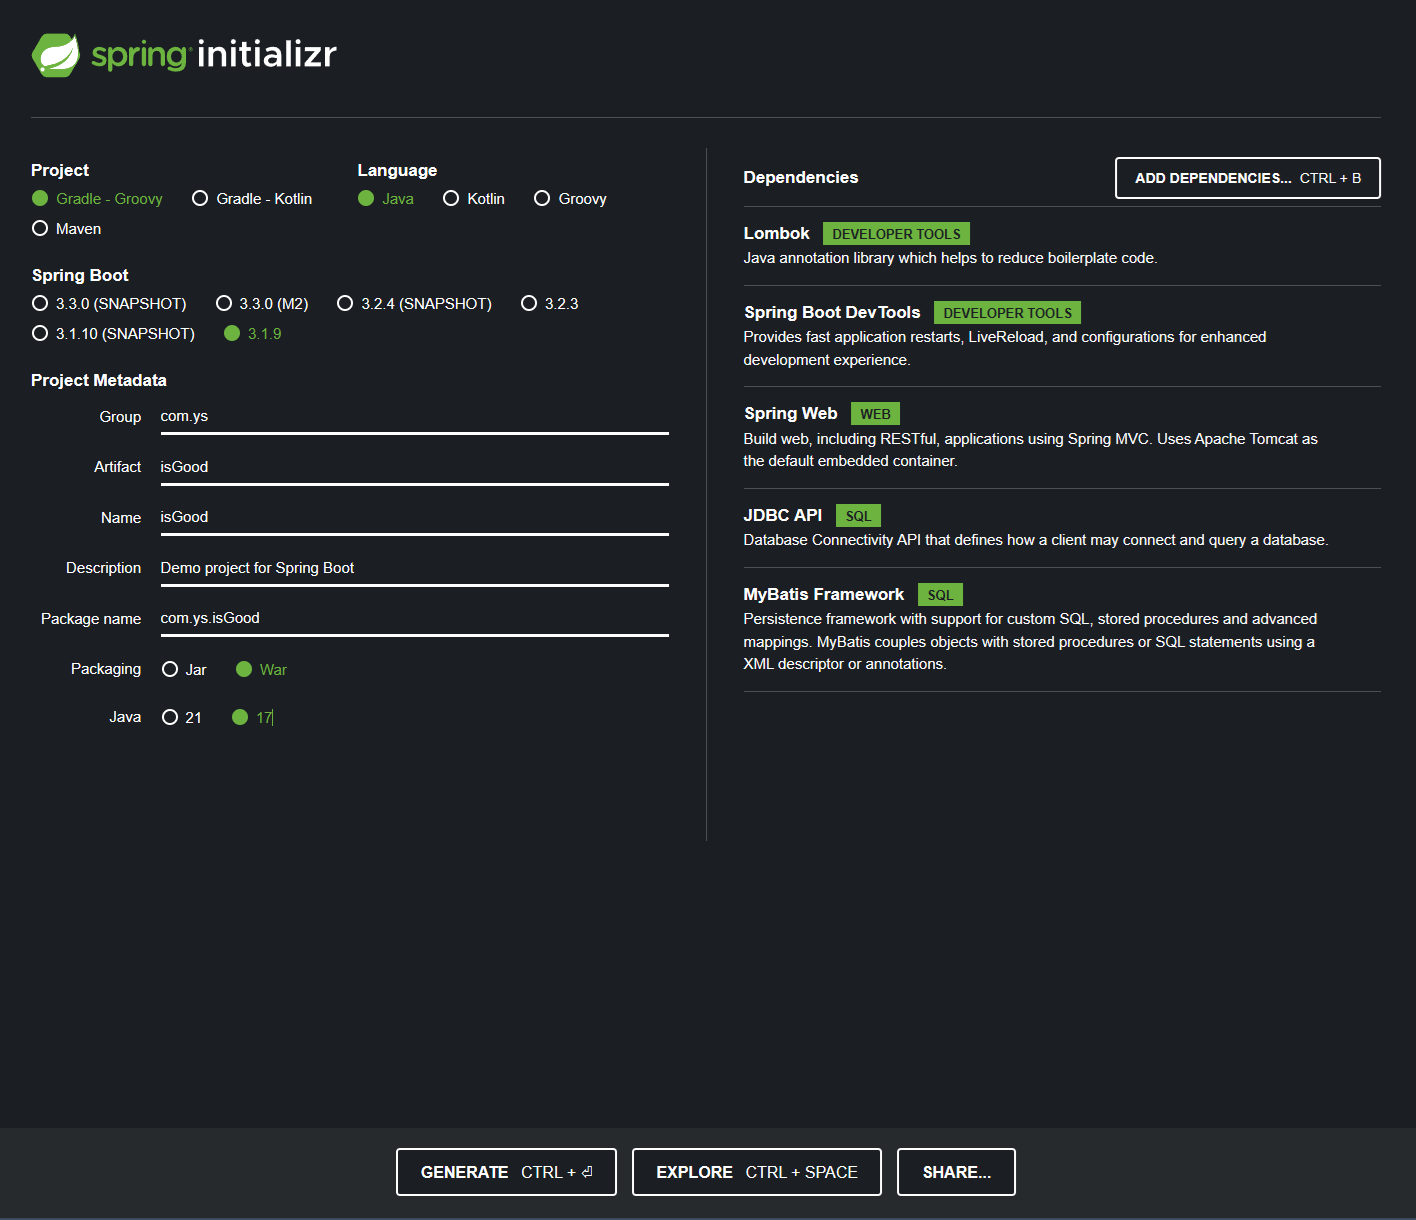 spring initializr
Project
Gradle - Groovy Gradle - Kotlin
Maven
Language
Java Kotlin Groovy
Spring Boot
3.3.0 (SNAPSHOT) 3.3.0 (M2) 3.2.4 (SNAPSHOT) 3.2.3
3.1.10 (SNAPSHOT) 3.1.9
Project Metadata
Group com.ys
Artifact isGood
Name isGood
Description Demo project for Spring Boot
Package name com.ys.isGood
Packaging Jar War
Java 21 17
Dependencies ADD DEPENDENCIES... CTRL + B
Lombok DEVELOPER TOOLS
Java annotation library which helps to reduce boilerplate code.
Spring Boot DevTools DEVELOPER TOOLS
Provides fast application restarts, LiveReload, and configurations for enhanced
development experience.
Spring Web WEB
Build web, including RESTful, applications using Spring MVC. Uses Apache Tomcat as
the default embedded container.
JDBC API SQL
Database Connectivity API that defines how a client may connect and query a database.
MyBatis Framework SQL
Persistence framework with support for custom SQL, stored procedures and advanced
mappings. MyBatis couples objects with stored procedures or SQL statements using a
XML descriptor or annotations.
GENERATE CTRL + ⏎ EXPLORE CTRL + SPACE SHARE...